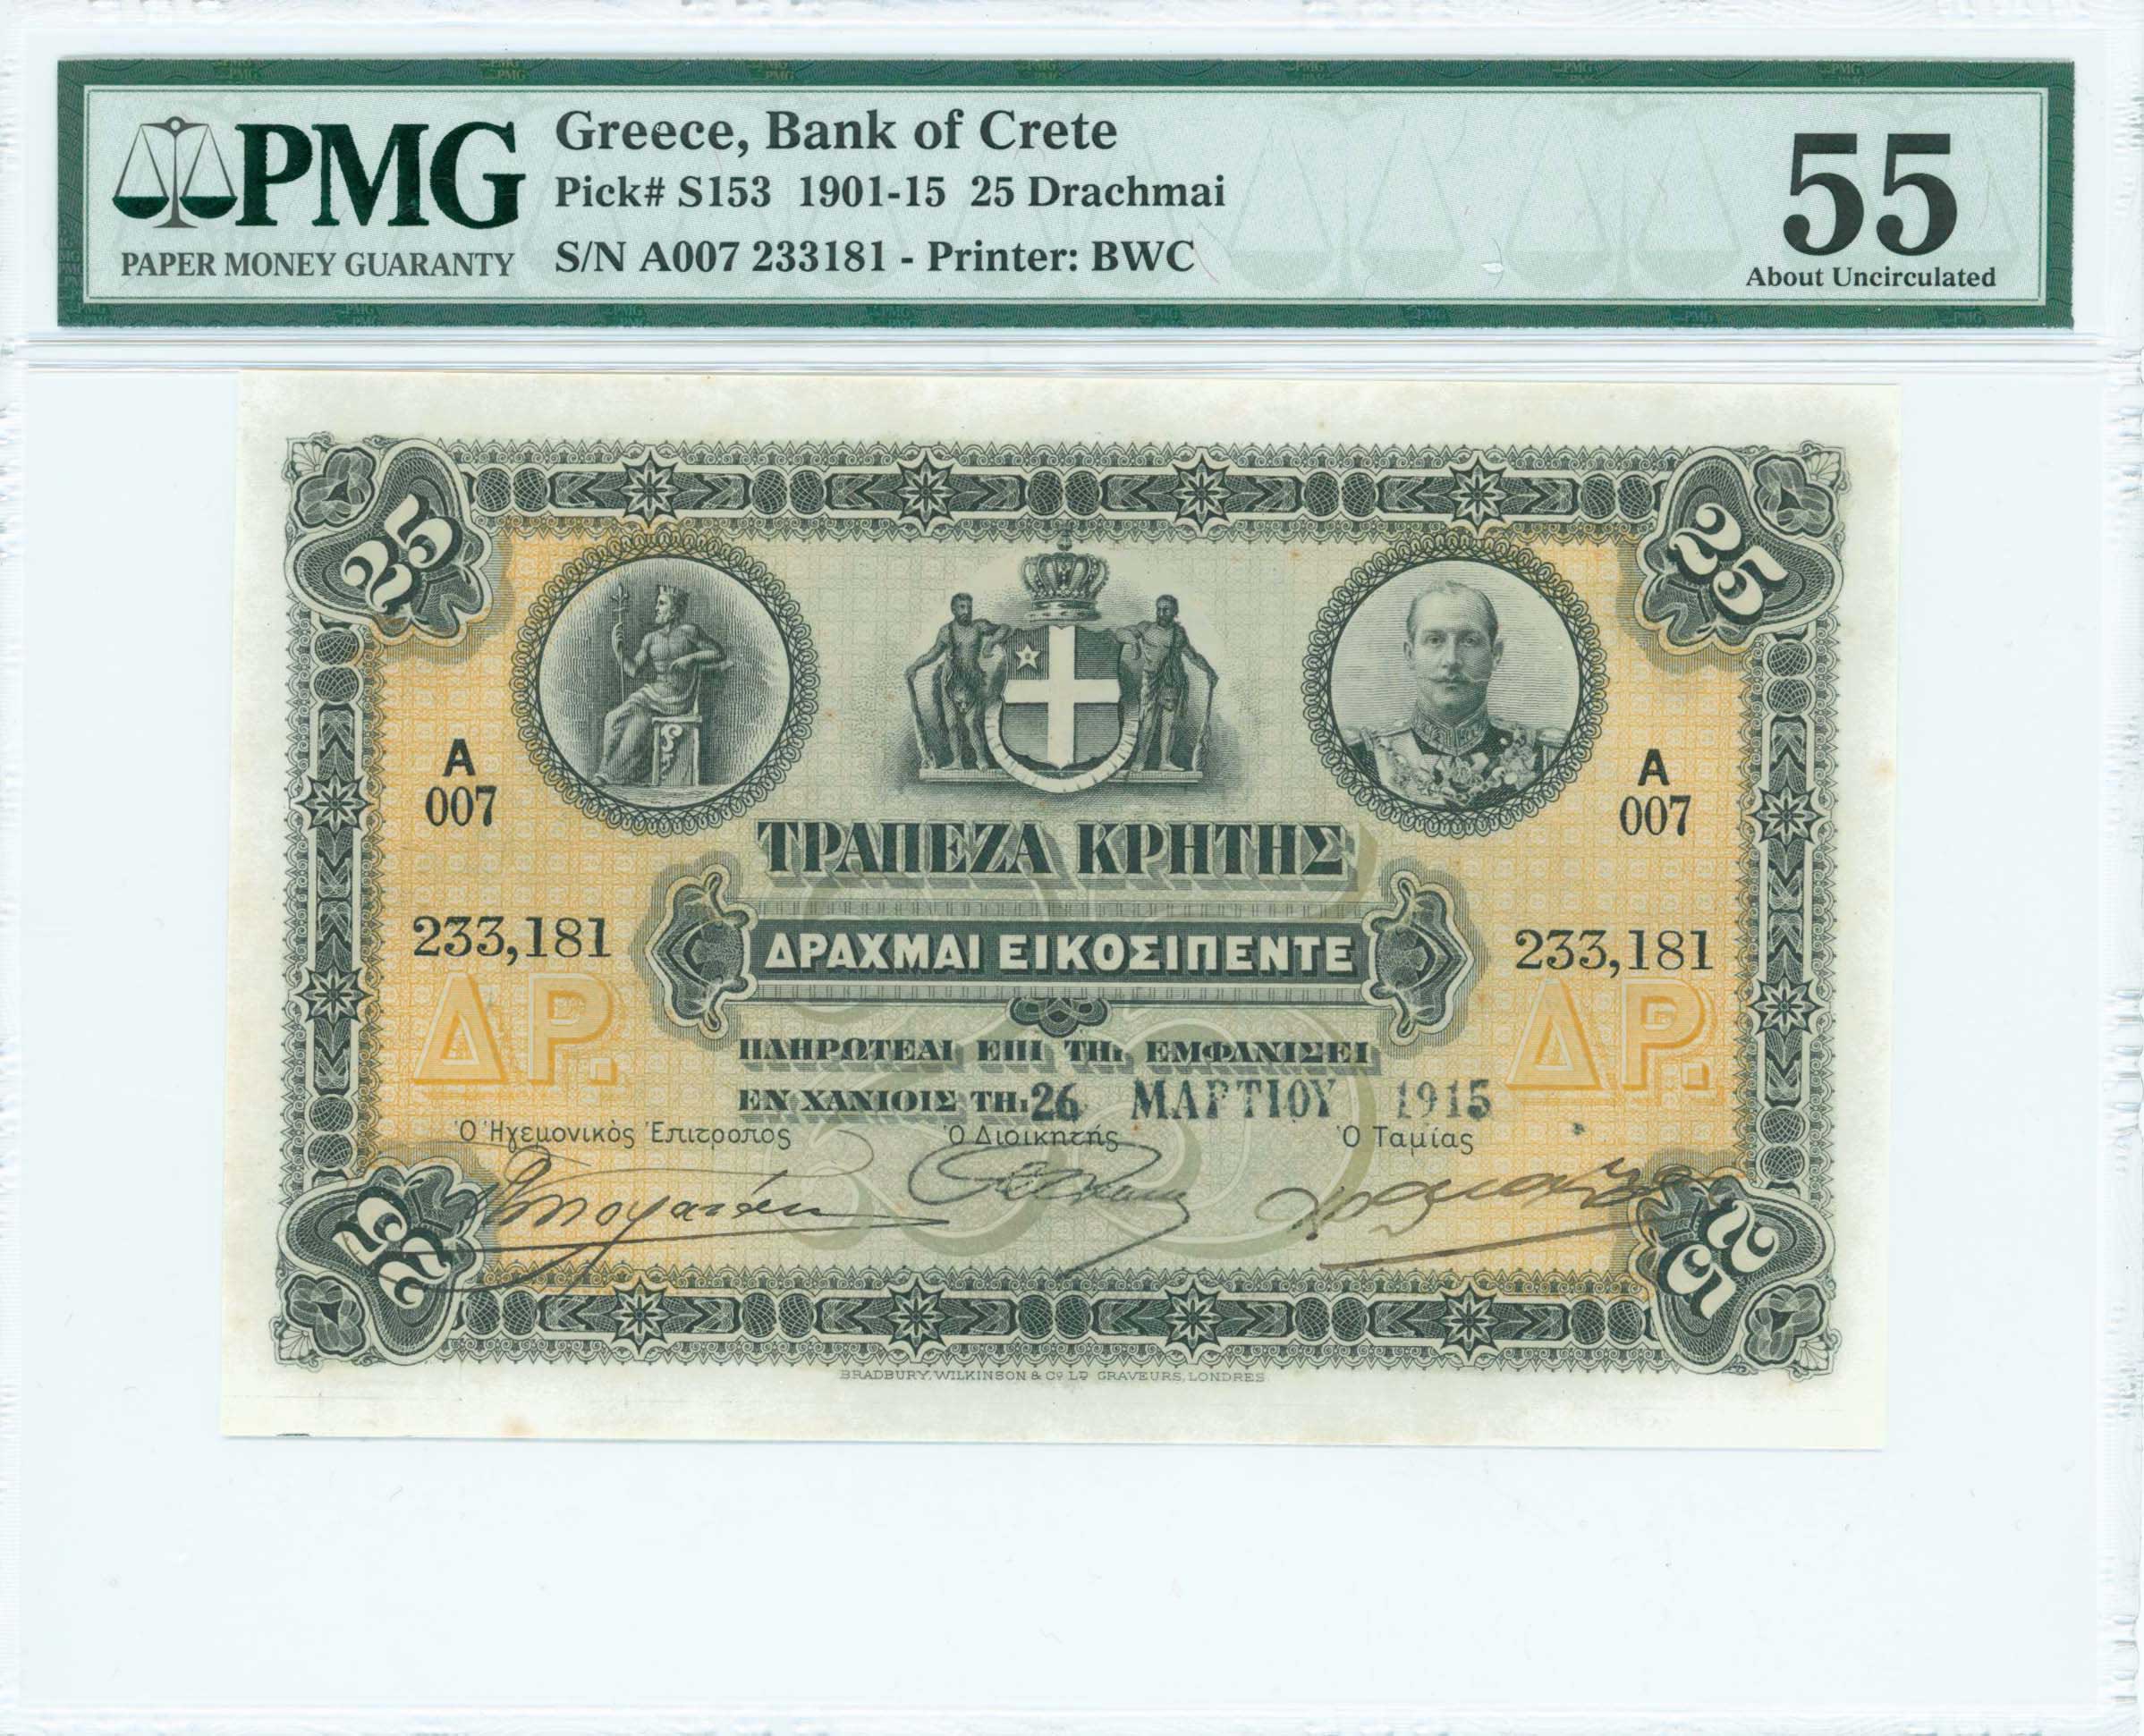 PMG
PAPER MONEY GUARANTY
Greece, Bank of Crete
Pick# S153 1901-15 25 Drachmai
S/N A007 233181 - Printer: BWC
55
About Uncirculated
25
25
Α
007
Α
007
ΤΡΑΠΕΖΑ ΚΡΗΤΗΣ
233,181
ΔΡΑΧΜΑΙ ΕΙΚΟΣΙΠΕΝΤΕ
233,181
ΔΡ.
ΔΡ.
ΠΛΗΡΩΤΕΑΙ ΕΠΙ ΤΗι ΕΜΦΑΝΙΣΕΙ
ΕΝ ΧΑΝΙΟΙΣ ΤΗι 26 ΜΑΡΤΙΟΥ 1915
Ὁ Ἡγεμονικὸς Ἐπίτροπος
Ὁ Διοικητής
Ὁ Ταμίας
25
25
BRADBURY, WILKINSON & Co LD GRAVEURS, LONDRES